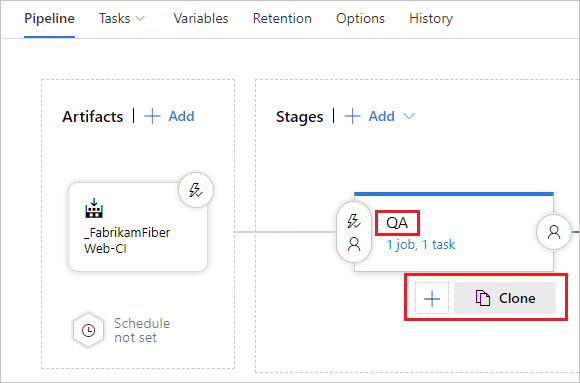 Pipeline Tasks Variables Retention Options History
Artifacts | + Add
Stages | + Add
_FabrikamFiber
Web-CI
QA
1 job, 1 task
+ Clone
Schedule
not set